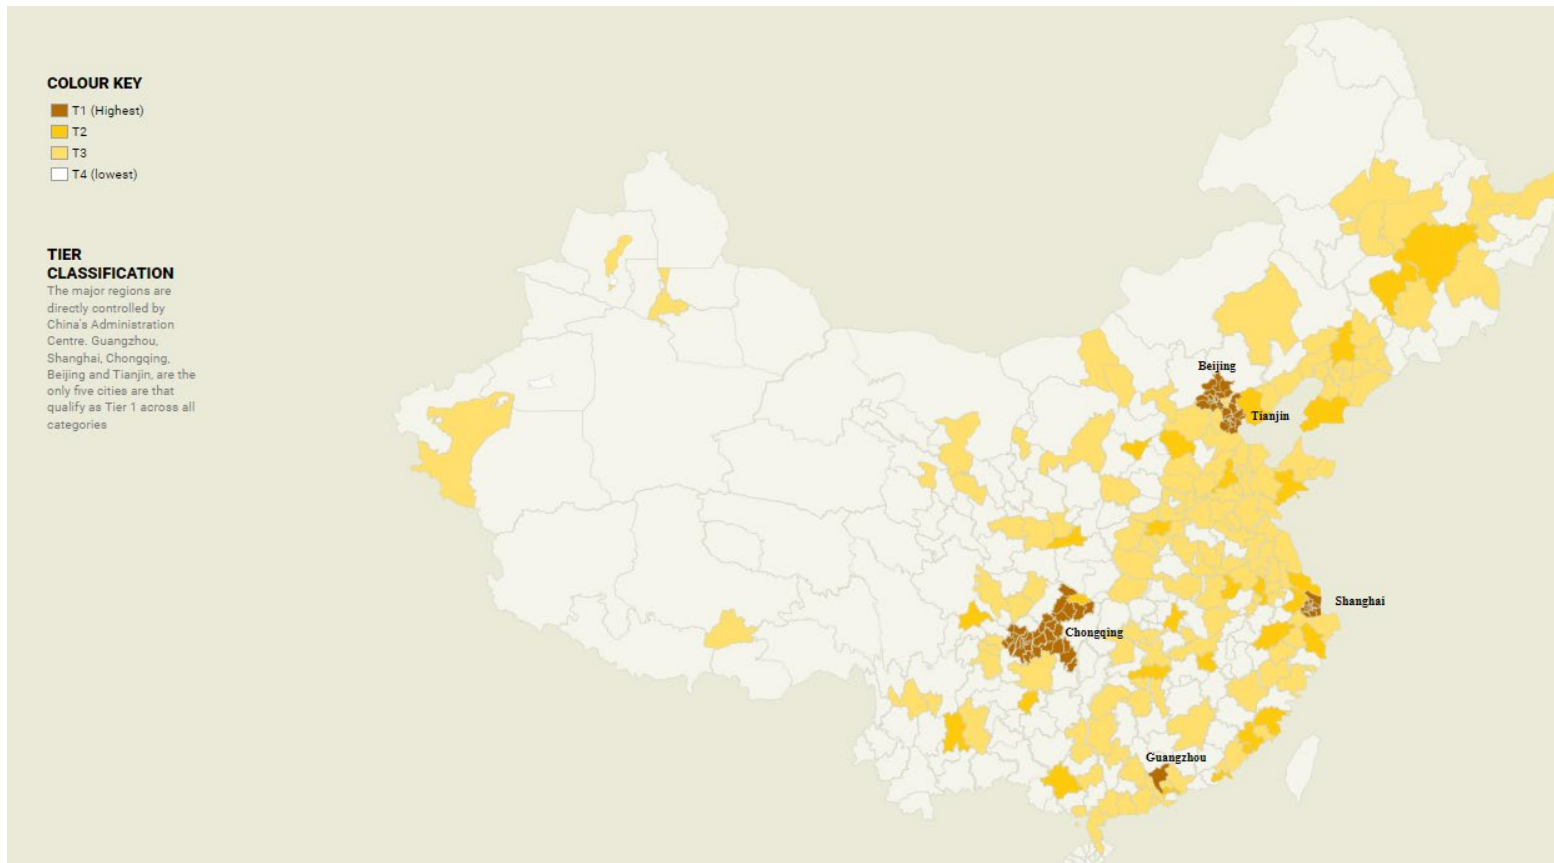 COLOUR KEY
T1 (Highest)
T2
T3
T4 (lowest)
TIER
CLASSIFICATION
The major regions are
directly controlled by
China's Administration
Centre. Guangzhou,
Shanghai, Chongqing,
Beijing and Tianjin, are the
only five cities are that
qualify as Tier 1 across all
categories
Beijing
Tianjin
Shanghai
Chongqing
Guangzhou